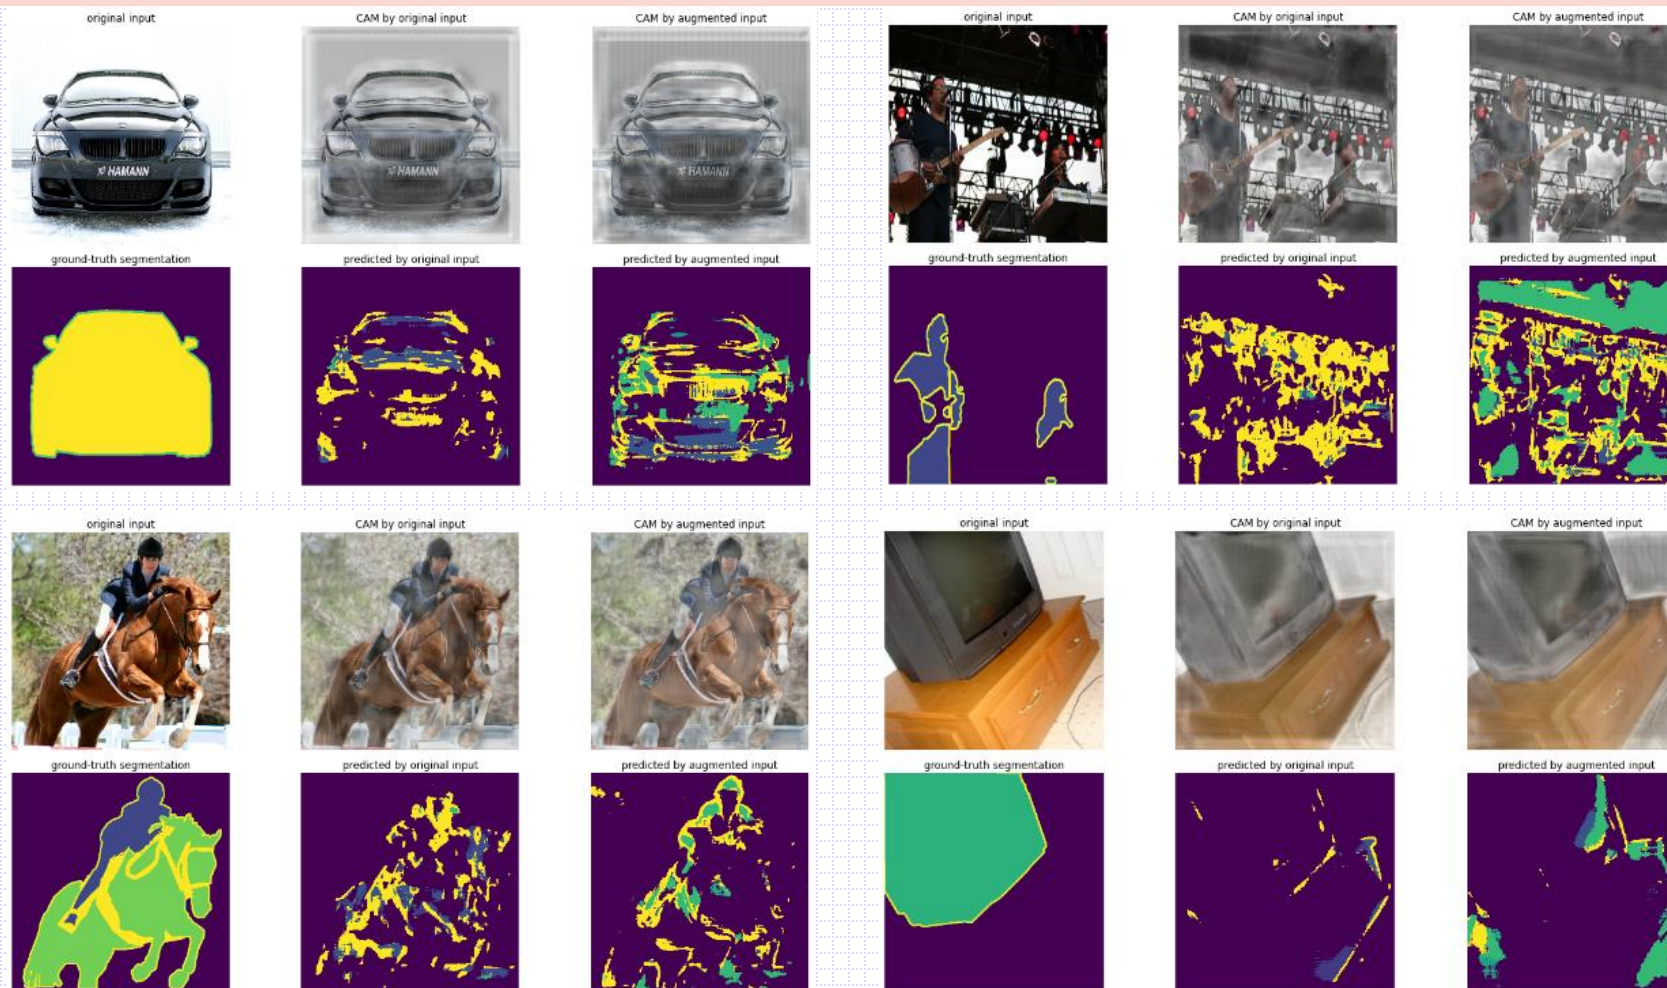 original input
CAM by original input
CAM by augmented input
HAMANN
HAMANN
HAMANN
ground-truth segmentation
predicted by original input
predicted by augmented input
original input
CAM by original input
CAM by augmented input
ground-truth segmentation
predicted by original input
predicted by augmented input
original input
CAM by original input
CAM by augmented input
ground-truth segmentation
predicted by original input
predicted by augmented input
original input
CAM by original input
CAM by augmented input
ground-truth segmentation
predicted by original input
predicted by augmented input